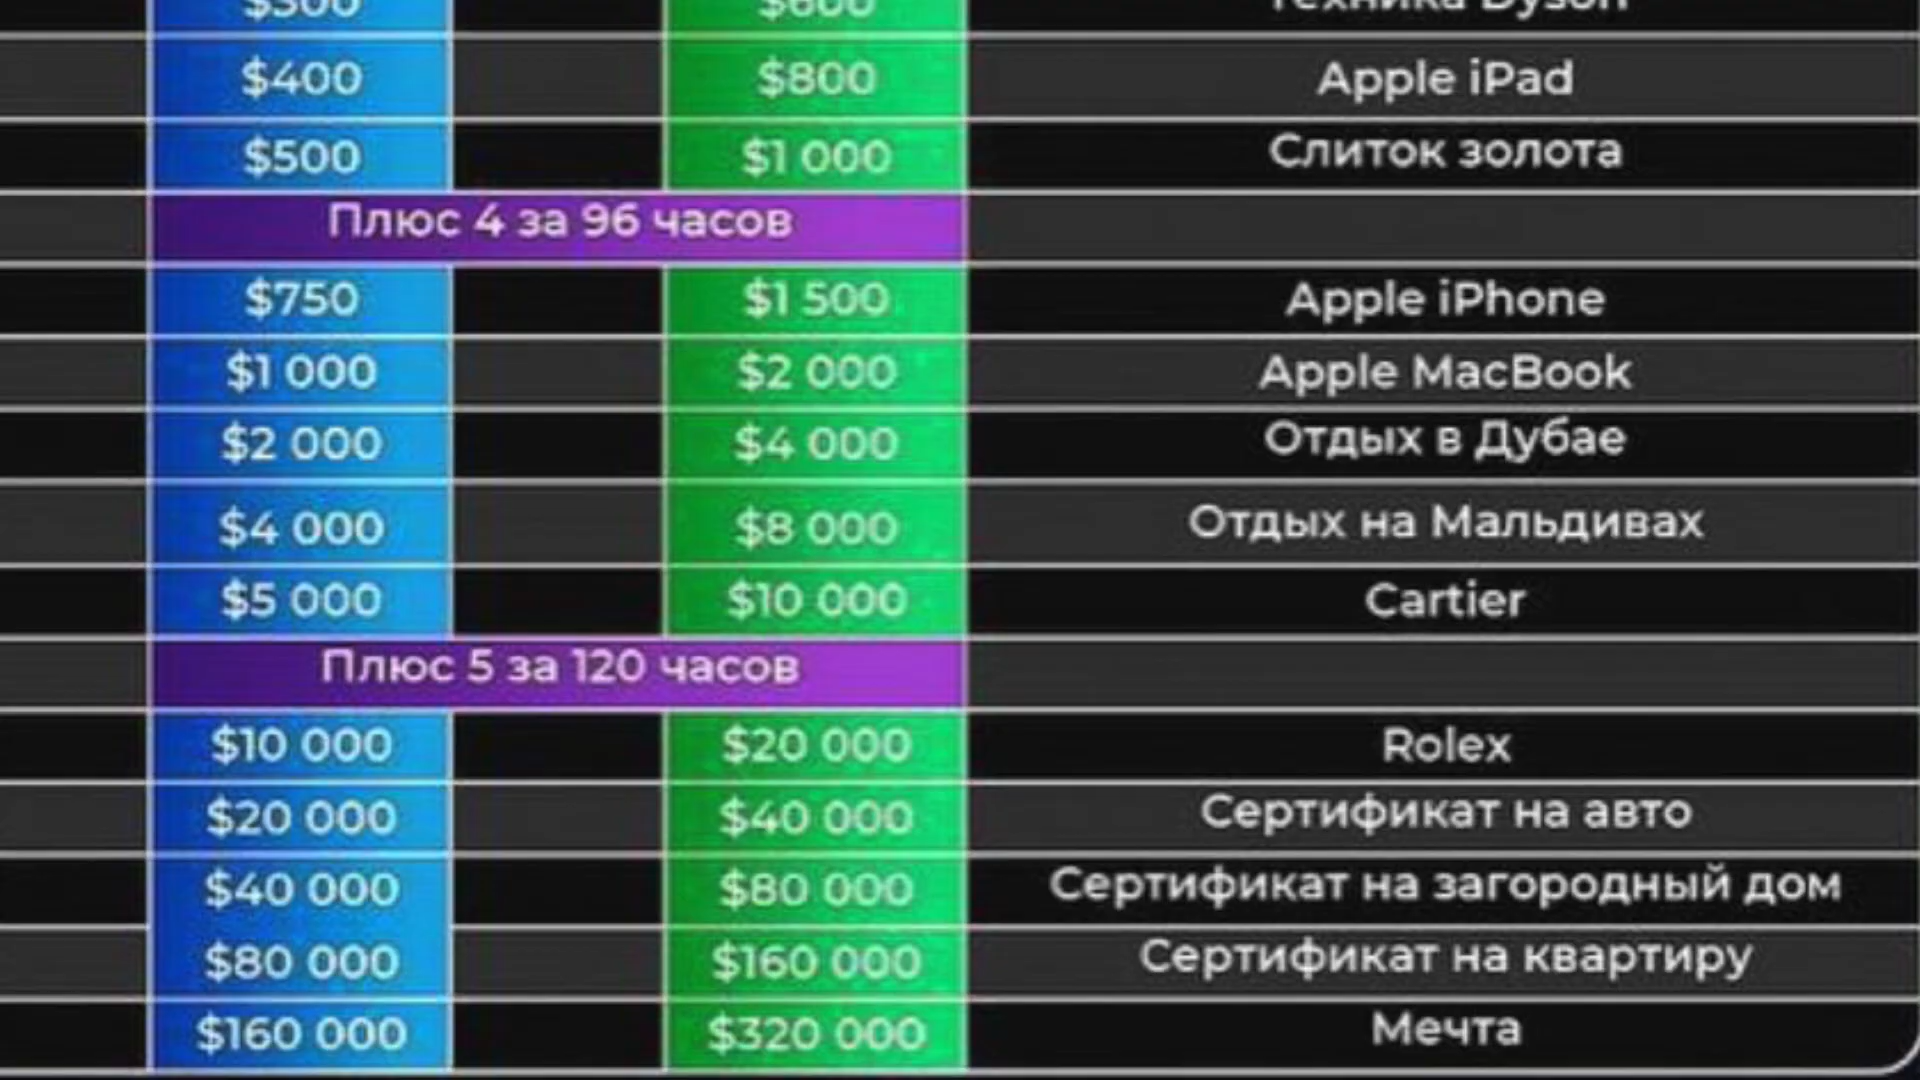 $300 $600 Техника Dyson
$400 $800 Apple iPad
$500 $1 000 Слиток золота
Плюс 4 за 96 часов
$750 $1 500 Apple iPhone
$1 000 $2 000 Apple MacBook
$2 000 $4 000 Отдых в Дубае
$4 000 $8 000 Отдых на Мальдивах
$5 000 $10 000 Cartier
Плюс 5 за 120 часов
$10 000 $20 000 Rolex
$20 000 $40 000 Сертификат на авто
$40 000 $80 000 Сертификат на загородный дом
$80 000 $160 000 Сертификат на квартиру
$160 000 $320 000 Мечта